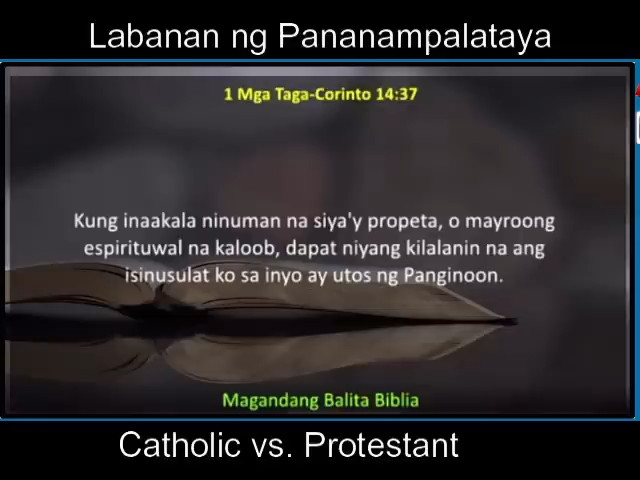 Labanan ng Pananampalataya
1 Mga Taga-Corinto 14:37
Kung inaakala ninuman na siya'y propeta, o mayroong
espirituwal na kaloob, dapat niyang kilalanin na ang
isinusulat ko sa inyo ay utos ng Panginoon.
Magandang Balita Biblia
Catholic vs. Protestant